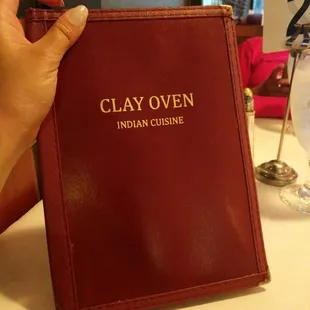 CLAY OVEN
INDIAN CUISINE